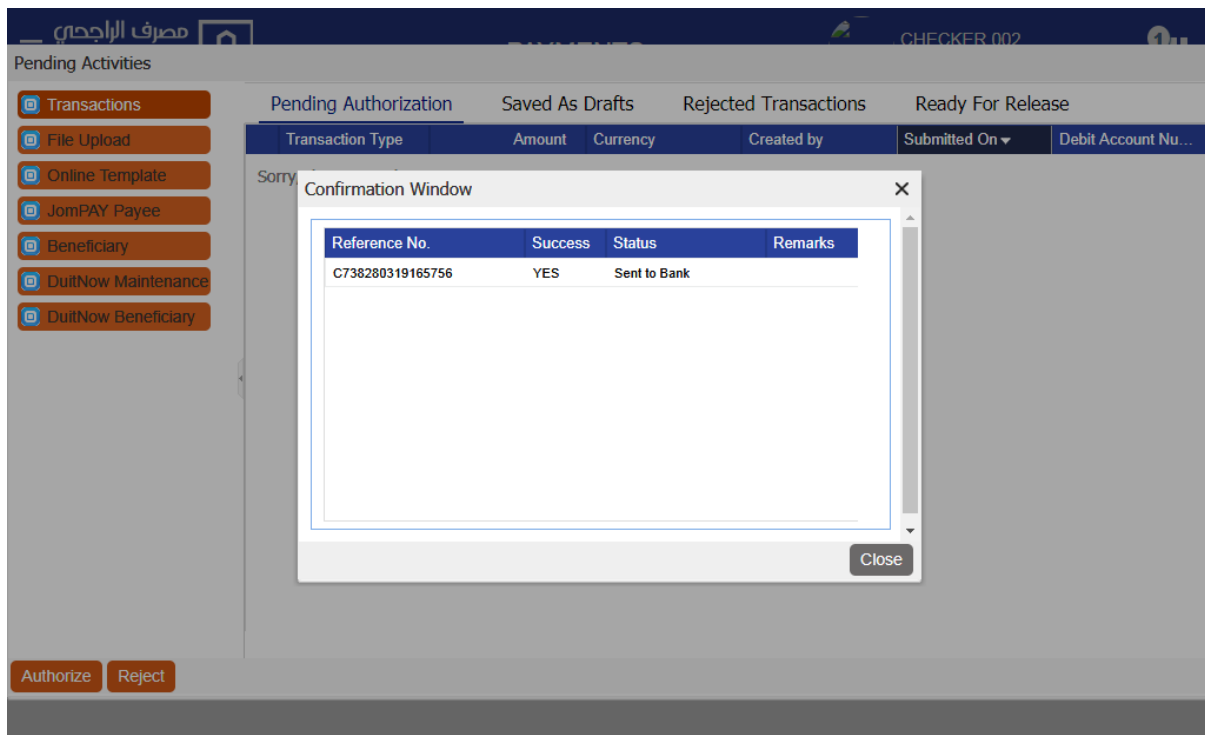 مصرف الراجحي
CHECKER 002
1
Pending Activities
Transactions
File Upload
Online Template
JomPAY Payee
Beneficiary
DuitNow Maintenance
DuitNow Beneficiary
Pending Authorization Saved As Drafts Rejected Transactions Ready For Release
Transaction Type Amount Currency Created by Submitted On Debit Account Nu...
Sorry,
Confirmation Window
Reference No. Success Status Remarks
C738280319165756 YES Sent to Bank
Close
Authorize Reject